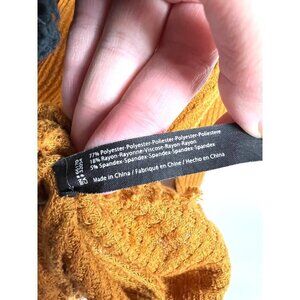 77% Polyester-Polyester-Polyester-Poliestere
18% Rayon-Rayonne-Viscose-Rayon-Rayon
5% Spandex-Spandex-Spandex-Spandex-Spandex
Made in China / Fabriqué en Chine / Hecho en China